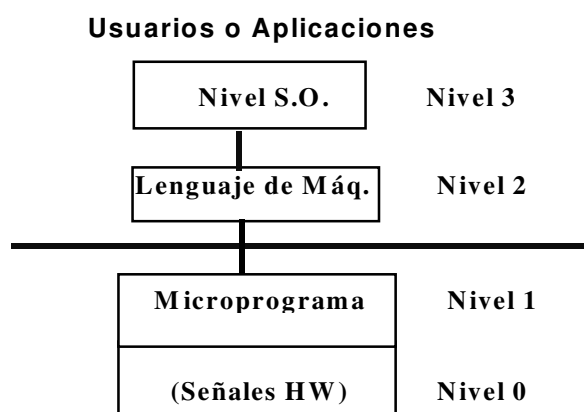 Usuarios o Aplicaciones
Nivel S.O. Nivel 3
Lenguaje de Máq. Nivel 2
Microprograma Nivel 1
(Señales HW) Nivel 0